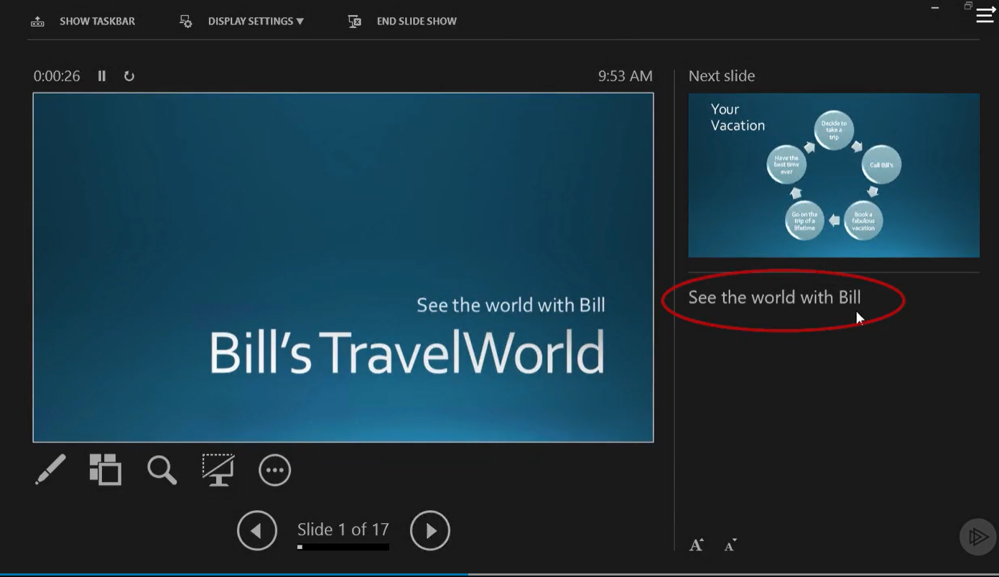 SHOW TASKBAR
DISPLAY SETTINGS ▼
END SLIDE SHOW
0:00:26
9:53 AM
See the world with Bill
Bill's TravelWorld
Slide 1 of 17
Next slide
Your
Vacation
Decide to
take a
trip
Call Bill's
Book a
fabulous
vacation
Go on the
trip of a
lifetime
Have the
best time
ever
See the world with Bill
A A